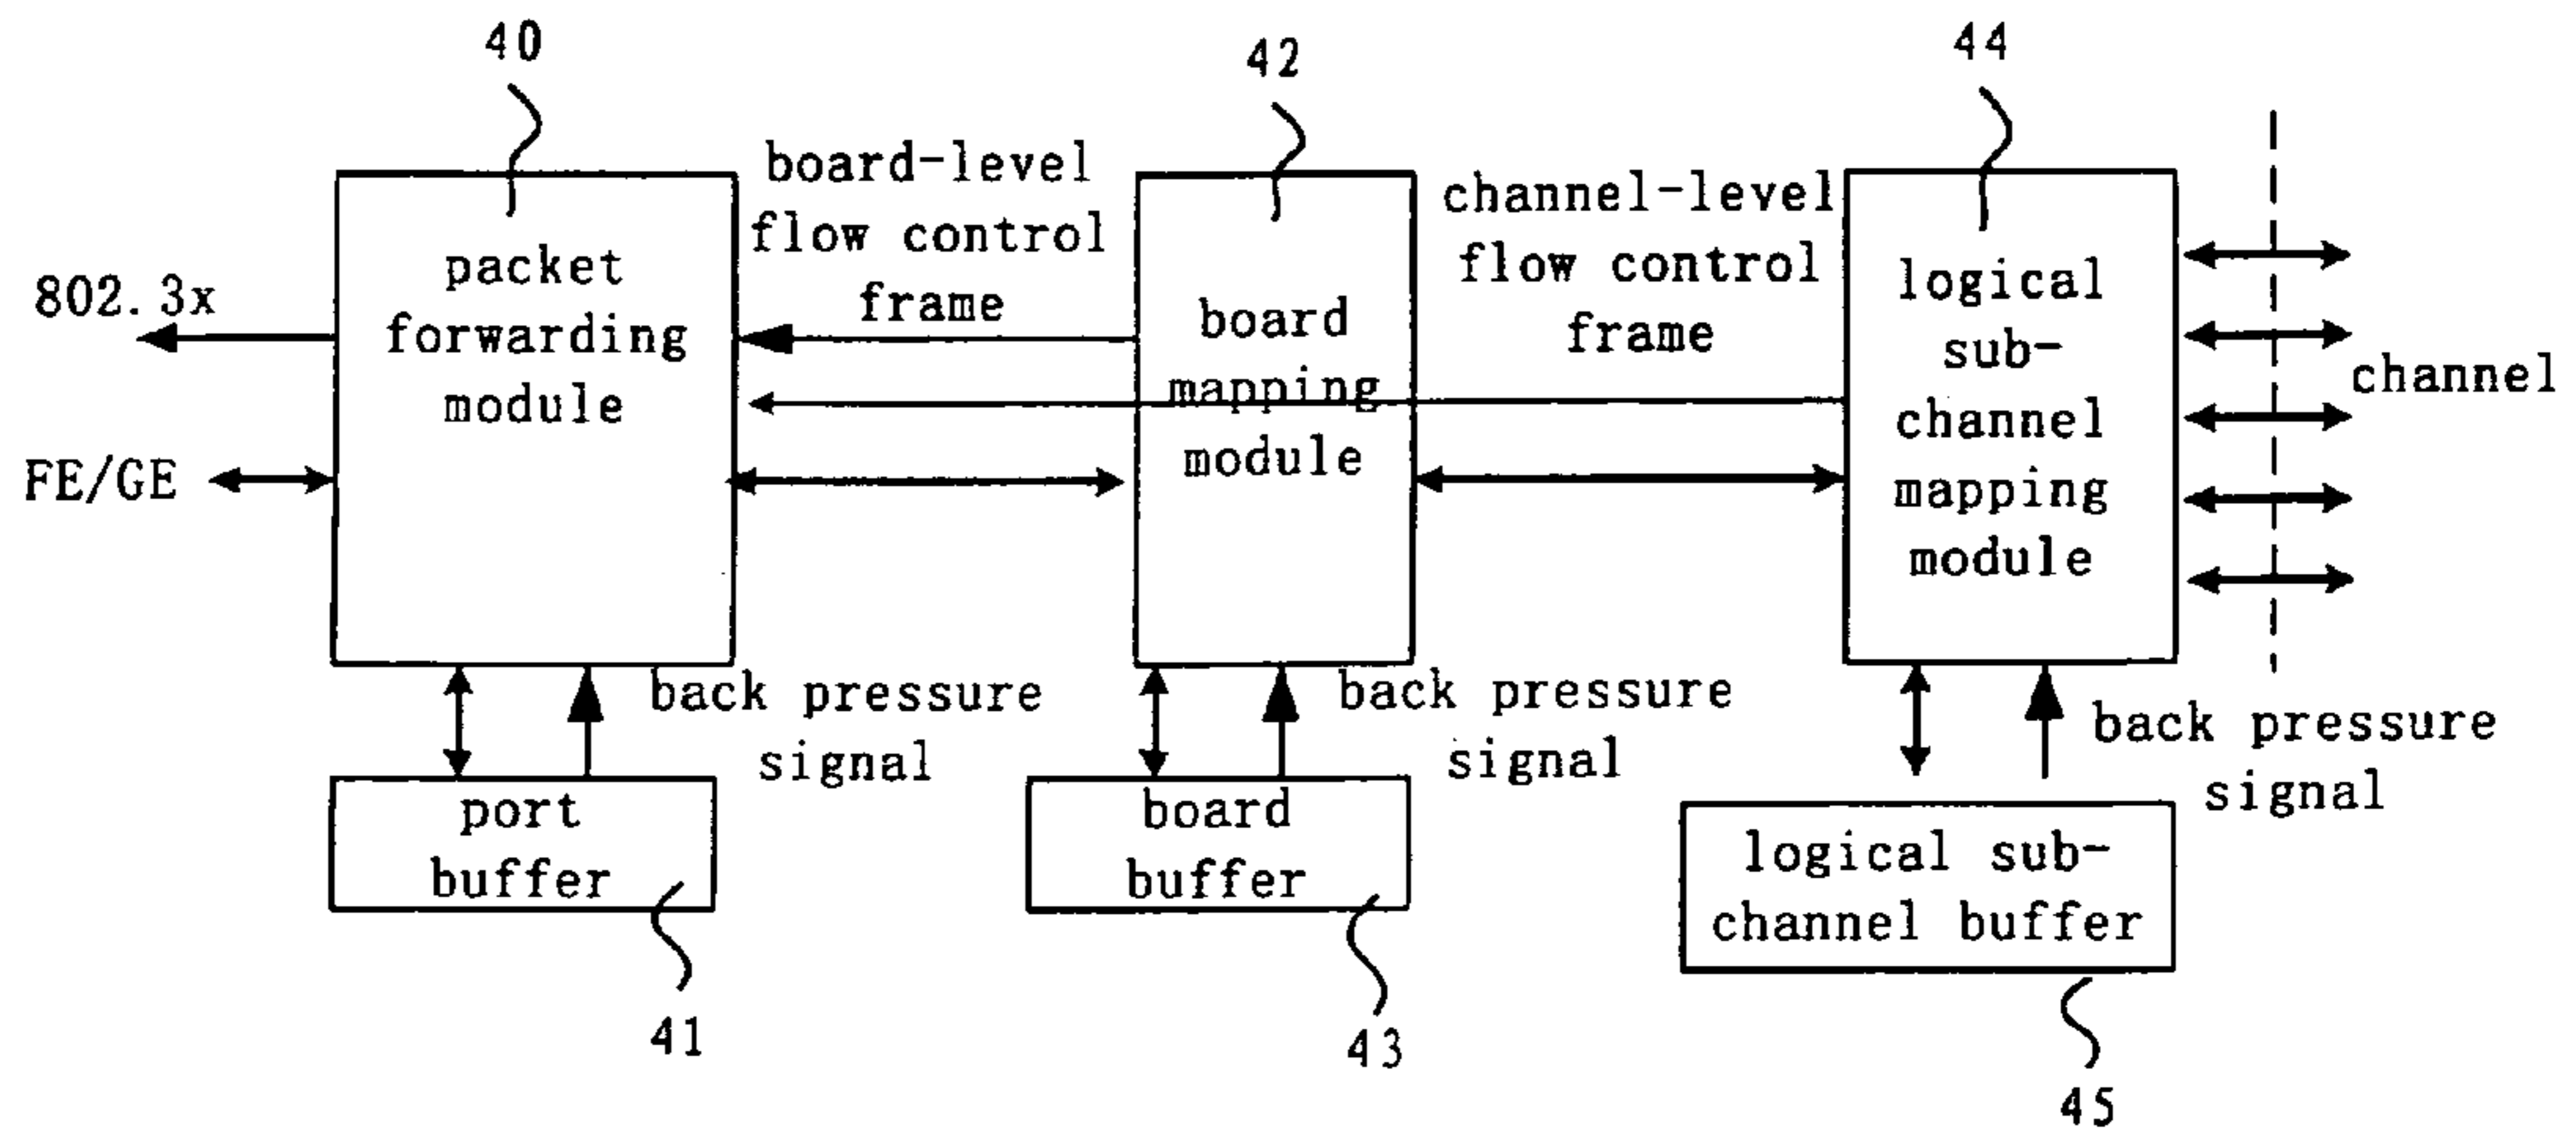 40
42
44
802.3x
FE/GE
packet
forwarding
module
board-level
flow control
frame
board
mapping
module
channel-level
flow control
frame
logical
sub-
channel
mapping
module
channel
back pressure
signal
back pressure
signal
back pressure
signal
port
buffer
board
buffer
logical sub-
channel buffer
41
43
45